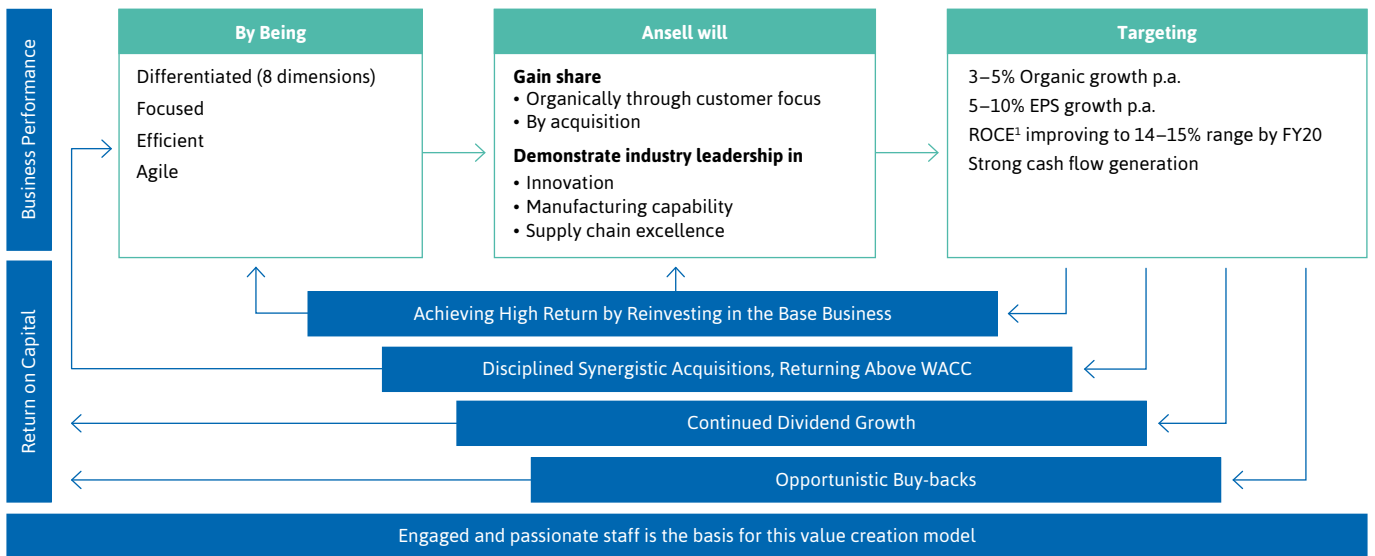 Business Performance
By Being
Differentiated (8 dimensions)
Focused
Efficient
Agile
Ansell will
Gain share
• Organically through customer focus
• By acquisition
Demonstrate industry leadership in
• Innovation
• Manufacturing capability
• Supply chain excellence
Targeting
3–5% Organic growth p.a.
5–10% EPS growth p.a.
ROCE¹ improving to 14–15% range by FY20
Strong cash flow generation
Return on Capital
Achieving High Return by Reinvesting in the Base Business
Disciplined Synergistic Acquisitions, Returning Above WACC
Continued Dividend Growth
Opportunistic Buy-backs
Engaged and passionate staff is the basis for this value creation model